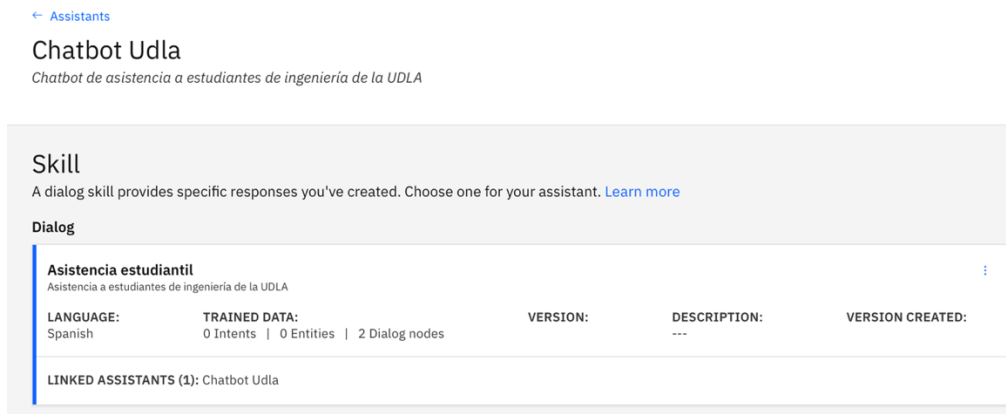 ← Assistants
Chatbot Udla
Chatbot de asistencia a estudiantes de ingeniería de la UDLA
Skill
A dialog skill provides specific responses you've created. Choose one for your assistant. Learn more
Dialog
Asistencia estudiantil
Asistencia a estudiantes de ingeniería de la UDLA
LANGUAGE: TRAINED DATA: VERSION: DESCRIPTION: VERSION CREATED:
Spanish 0 Intents | 0 Entities | 2 Dialog nodes ---
LINKED ASSISTANTS (1): Chatbot Udla